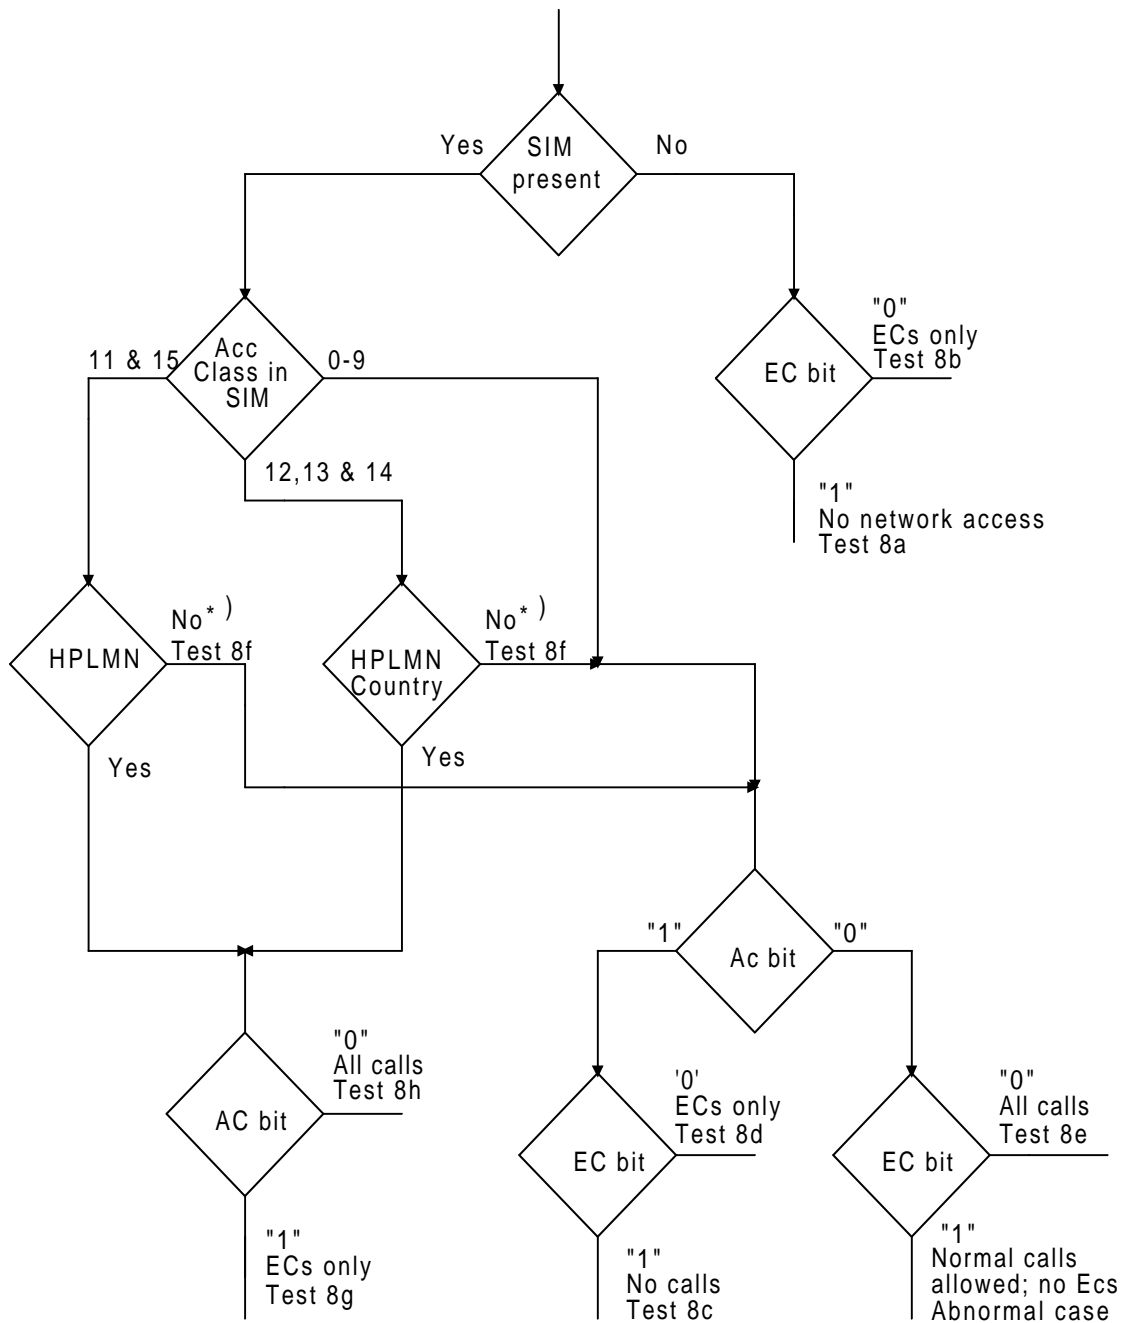 Yes
SIM
present
No
11 & 15
Acc
Class in
SIM
0-9
12,13 & 14
"0"
ECs only
Test 8b
EC bit
"1"
No network access
Test 8a
HPLMN
No* )
Test 8f
Yes
HPLMN
Country
No* )
Test 8f
Yes
"1"
Ac bit
"0"
AC bit
"0"
All calls
Test 8h
"1"
ECs only
Test 8g
EC bit
'0'
ECs only
Test 8d
"1"
No calls
Test 8c
EC bit
"0"
All calls
Test 8e
"1"
Normal calls
allowed; no Ecs
Abnormal case